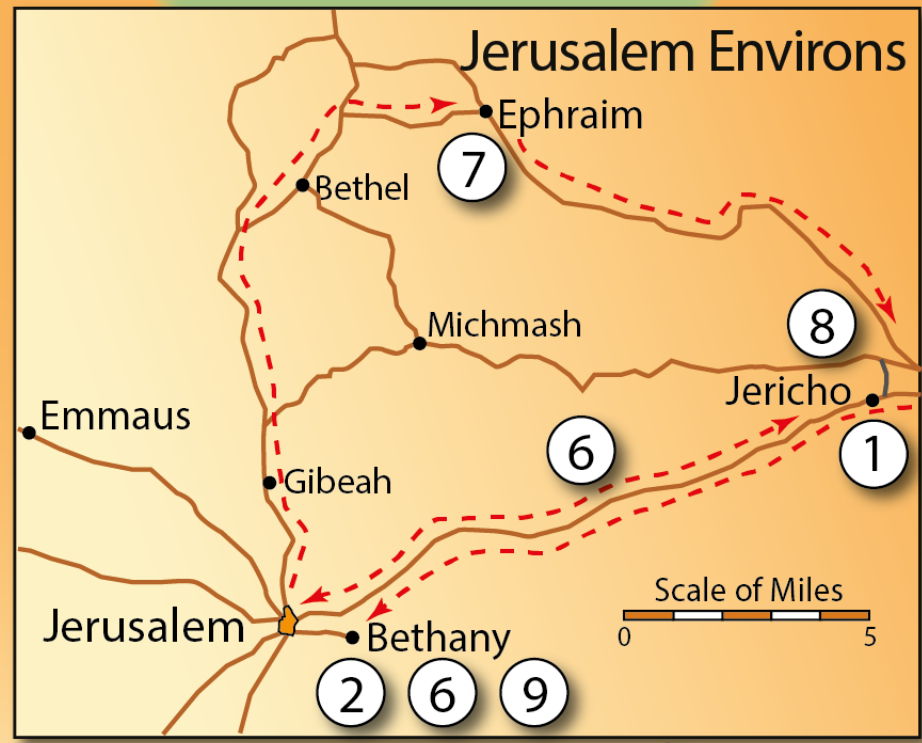 Jerusalem Environs
Ephraim
7
Bethel
8
Michmash
Jericho
Emmaus
6
1
Gibeah
Scale of Miles
0 5
Jerusalem
Bethany
2 6 9